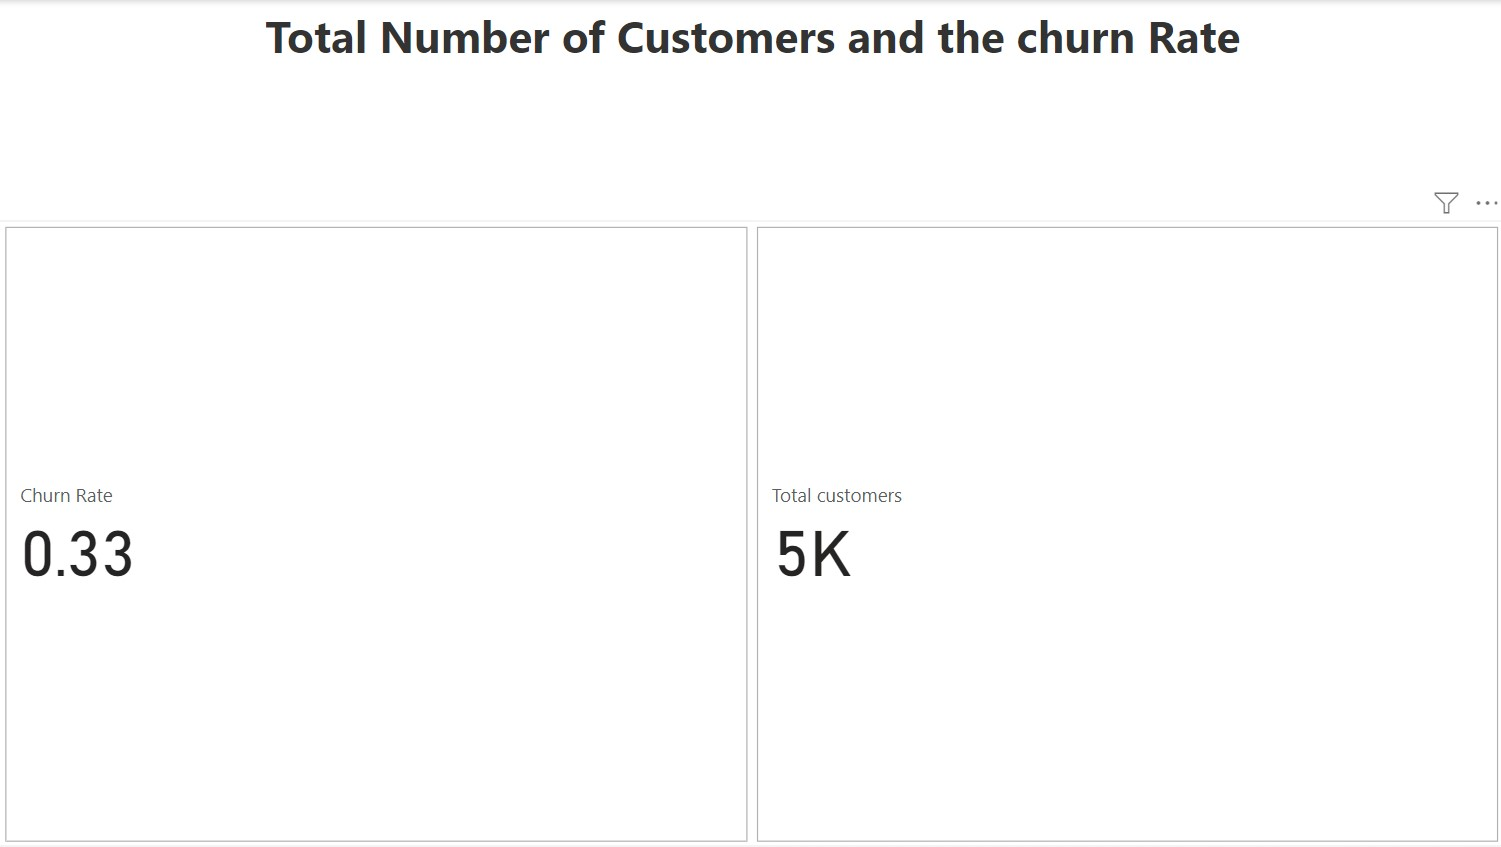 Total Number of Customers and the churn Rate
Churn Rate
0.33
Total customers
5K